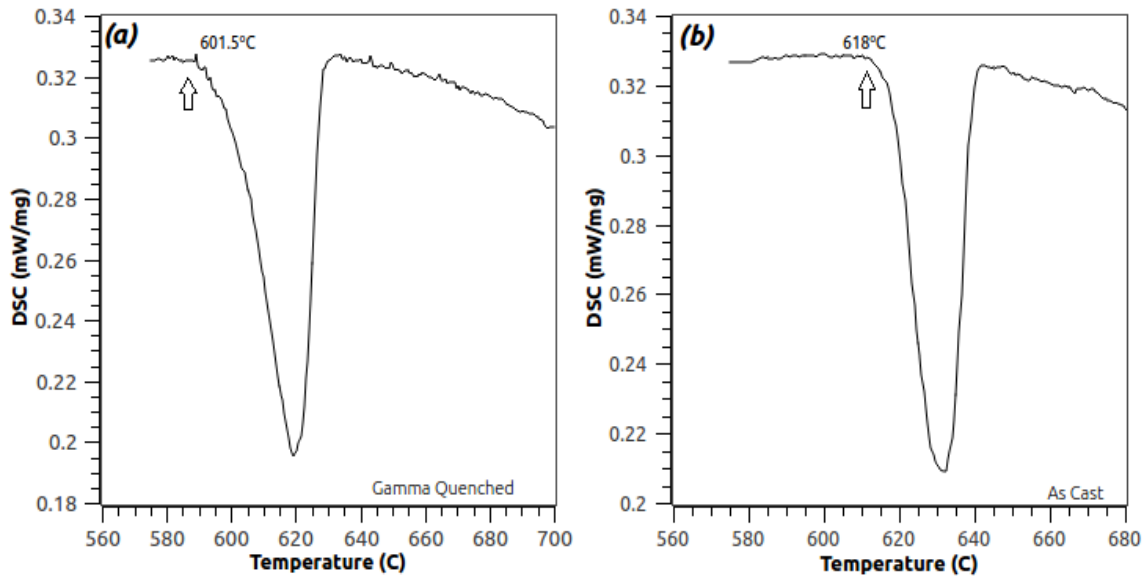 (a)
601.5ºC
0.34
0.32
0.3
0.28
0.26
0.24
0.22
0.2
0.18
DSC (mW/mg)
Gamma Quenched
560 580 600 620 640 660 680 700
Temperature (C)
(b)
618ºC
0.34
0.32
0.3
0.28
0.26
0.24
0.22
0.2
DSC (mW/mg)
As Cast
560 580 600 620 640 660 680
Temperature (C)